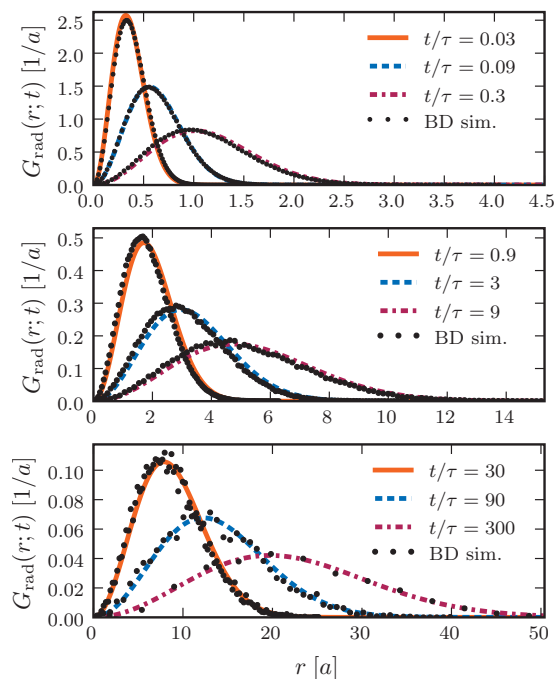 2.5
2.0
1.5
1.0
0.5
0.0
G_rad(r; t) [1/a]
t/τ = 0.03
t/τ = 0.09
t/τ = 0.3
BD sim.
0.0 0.5 1.0 1.5 2.0 2.5 3.0 3.5 4.0 4.5
0.5
0.4
0.3
0.2
0.1
0.0
G_rad(r; t) [1/a]
t/τ = 0.9
t/τ = 3
t/τ = 9
BD sim.
0 2 4 6 8 10 12 14
0.10
0.08
0.06
0.04
0.02
0.00
G_rad(r; t) [1/a]
t/τ = 30
t/τ = 90
t/τ = 300
BD sim.
0 10 20 30 40 50
r [a]